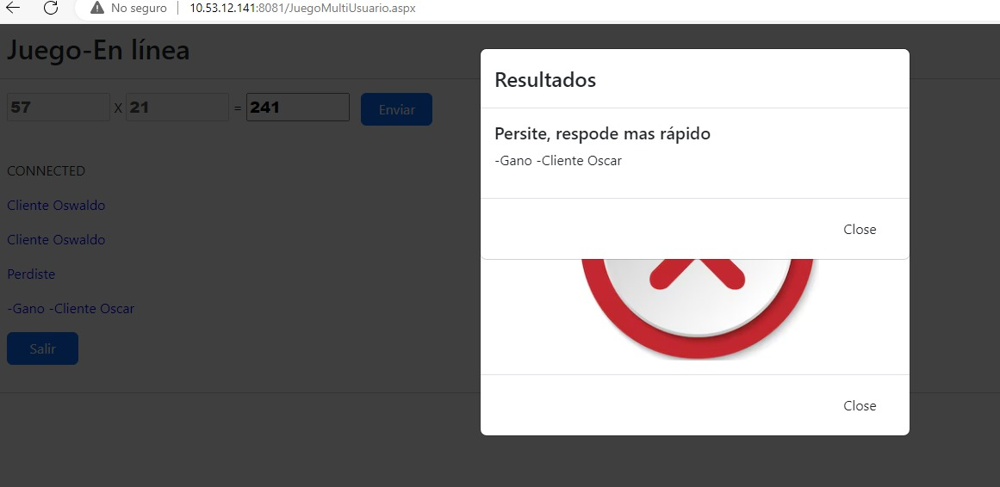 No seguro
10.53.12.141:8081/JuegoMultiUsuario.aspx
Juego-En línea
57 X 21 = 241 Enviar
CONNECTED
Cliente Oswaldo
Cliente Oswaldo
Perdiste
-Gano -Cliente Oscar
Salir
Resultados
Persite, respode mas rápido
-Gano -Cliente Oscar
Close
Close